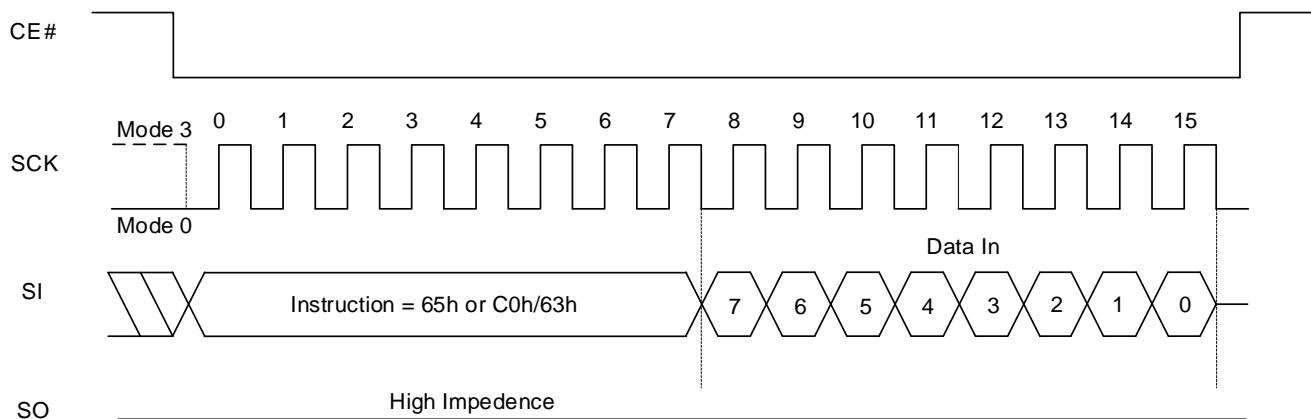 CE#
0 1 2 3 4 5 6 7 8 9 10 11 12 13 14 15
Mode 3
SCK
Mode 0
Data In
SI
Instruction = 65h or C0h/63h
7 6 5 4 3 2 1 0
High Impedence
SO